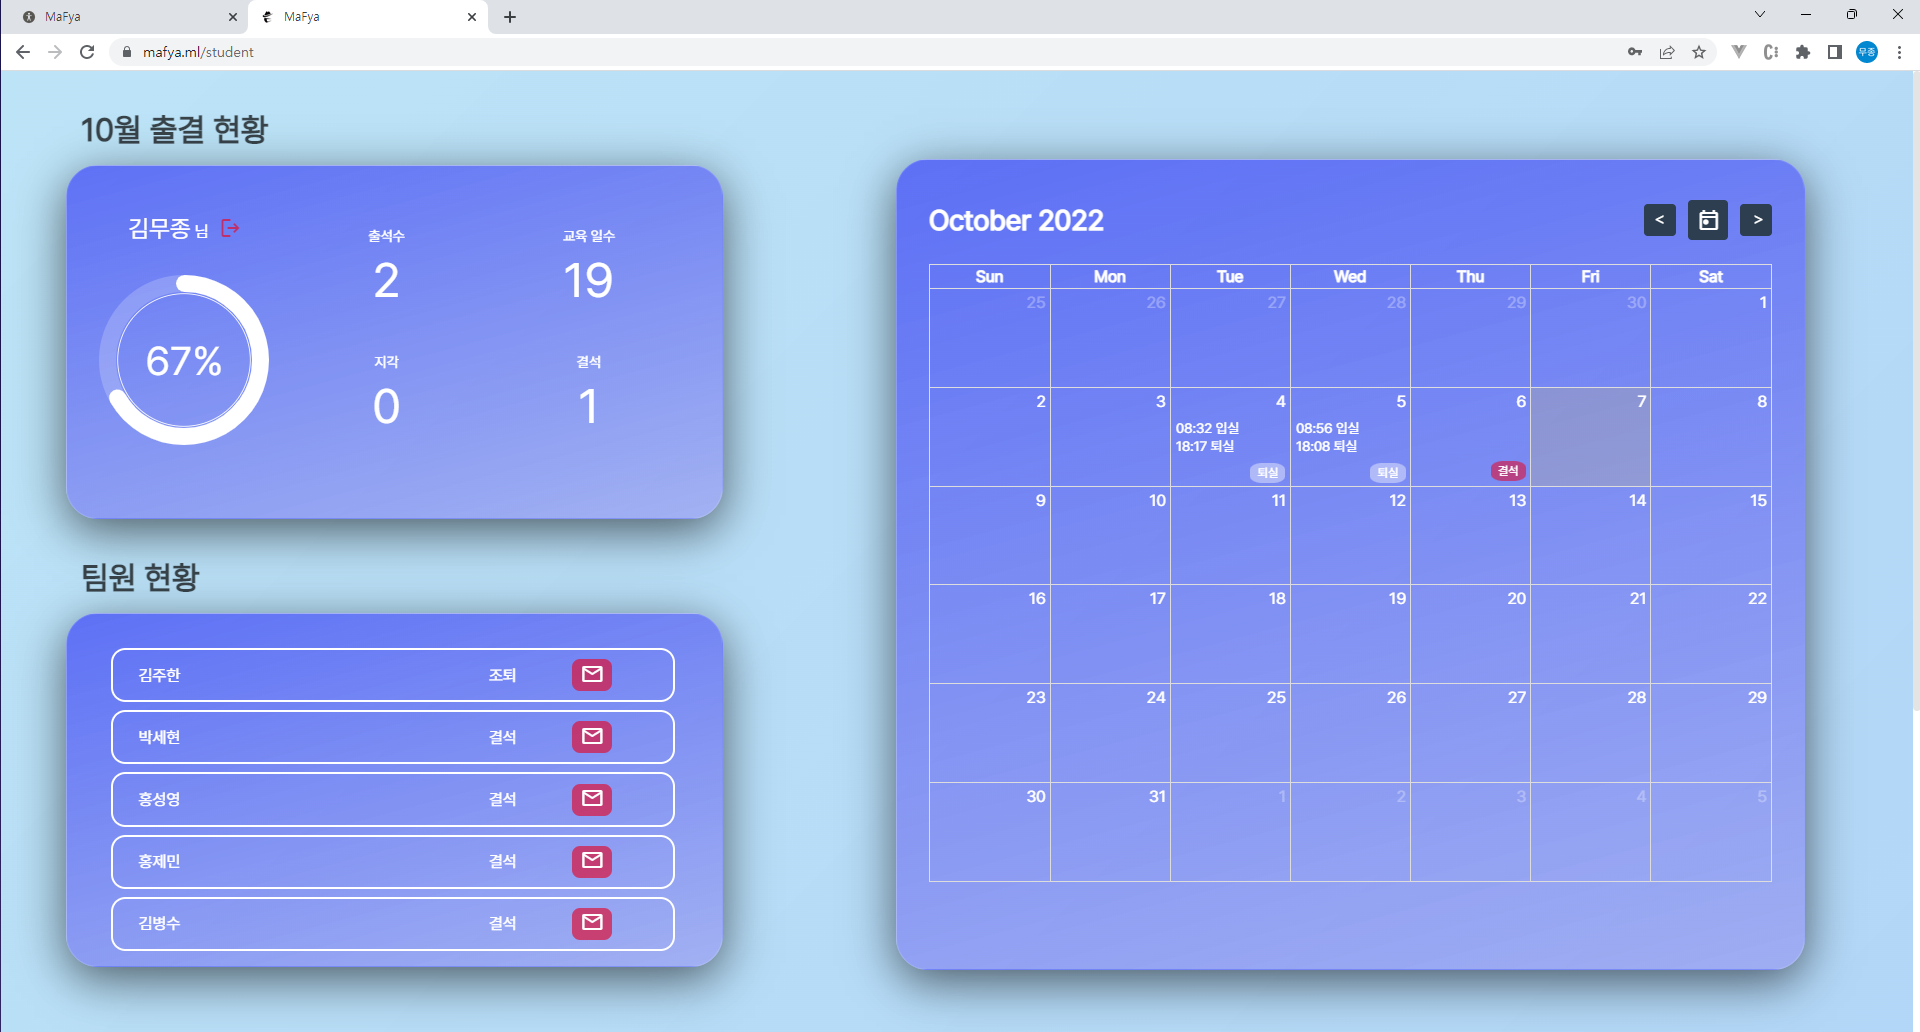 MaFya
MaFya
mafya.ml/student
무종
10월 출결 현황
김무종 님
67%
출석수
2
교육 일수
19
지각
0
결석
1
팀원 현황
김주한 조퇴
박세현 결석
홍성영 결석
홍제민 결석
김병수 결석
October 2022
< >
Sun Mon Tue Wed Thu Fri Sat
25 26 27 28 29 30 1
2 3 4 5 6 7 8
08:32 입실
18:17 퇴실
퇴실
08:56 입실
18:08 퇴실
퇴실
결석
9 10 11 12 13 14 15
16 17 18 19 20 21 22
23 24 25 26 27 28 29
30 31 1 2 3 4 5